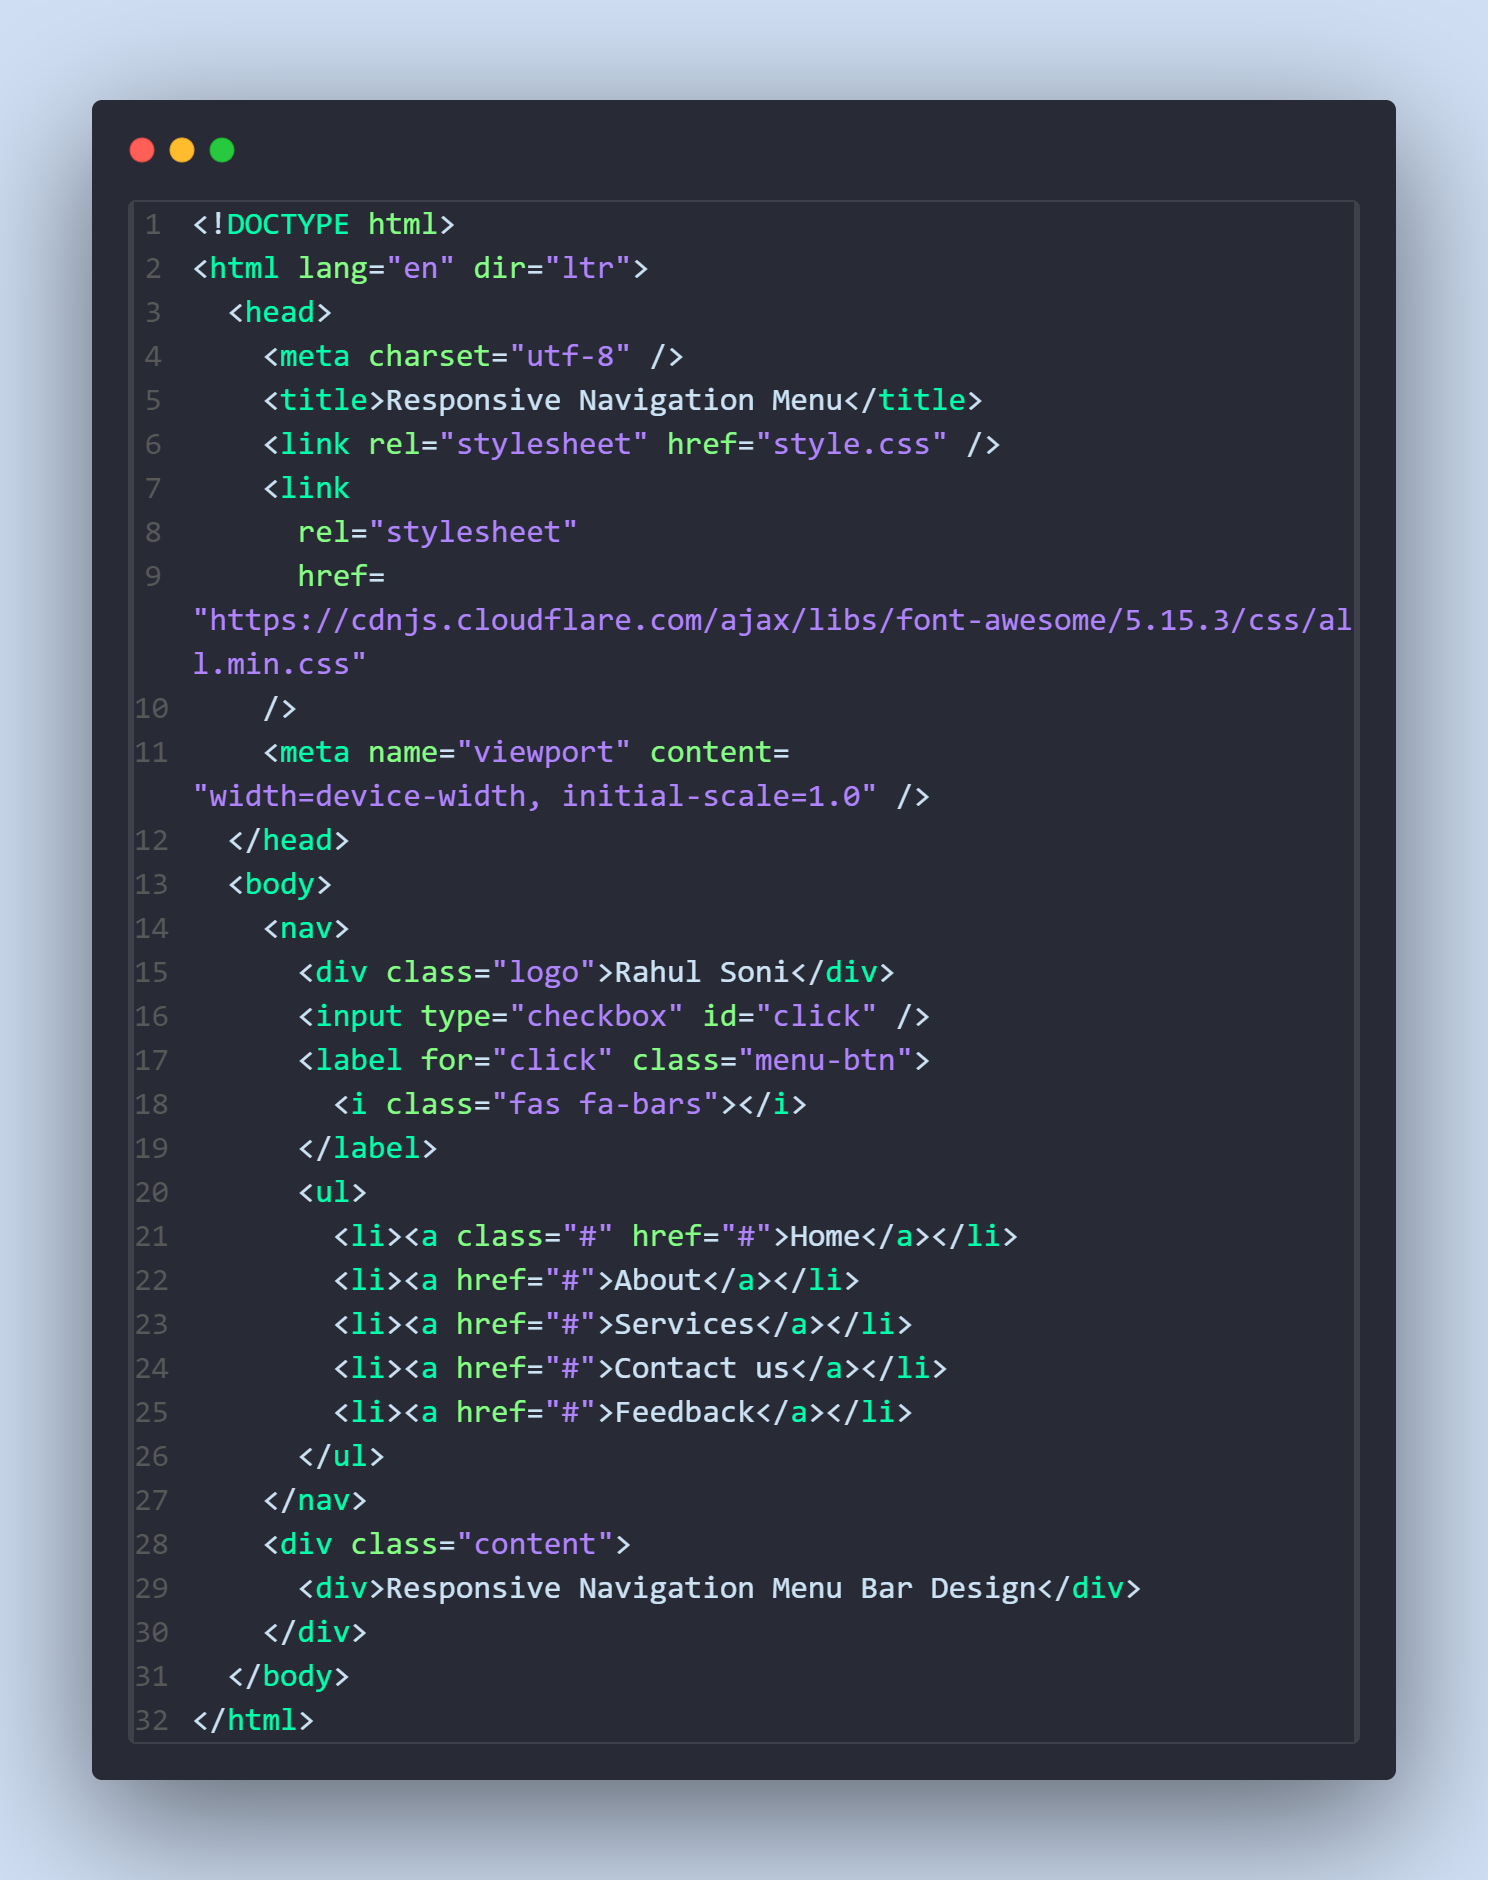 1 <!DOCTYPE html>
2 <html lang="en" dir="ltr">
3   <head>
4     <meta charset="utf-8" />
5     <title>Responsive Navigation Menu</title>
6     <link rel="stylesheet" href="style.css" />
7     <link
8       rel="stylesheet"
9       href=
"https://cdnjs.cloudflare.com/ajax/libs/font-awesome/5.15.3/css/al
l.min.css"
10     />
11     <meta name="viewport" content=
"width=device-width, initial-scale=1.0" />
12   </head>
13   <body>
14     <nav>
15       <div class="logo">Rahul Soni</div>
16       <input type="checkbox" id="click" />
17       <label for="click" class="menu-btn">
18         <i class="fas fa-bars"></i>
19       </label>
20       <ul>
21         <li><a class="#" href="#">Home</a></li>
22         <li><a href="#">About</a></li>
23         <li><a href="#">Services</a></li>
24         <li><a href="#">Contact us</a></li>
25         <li><a href="#">Feedback</a></li>
26       </ul>
27     </nav>
28     <div class="content">
29       <div>Responsive Navigation Menu Bar Design</div>
30     </div>
31   </body>
32 </html>